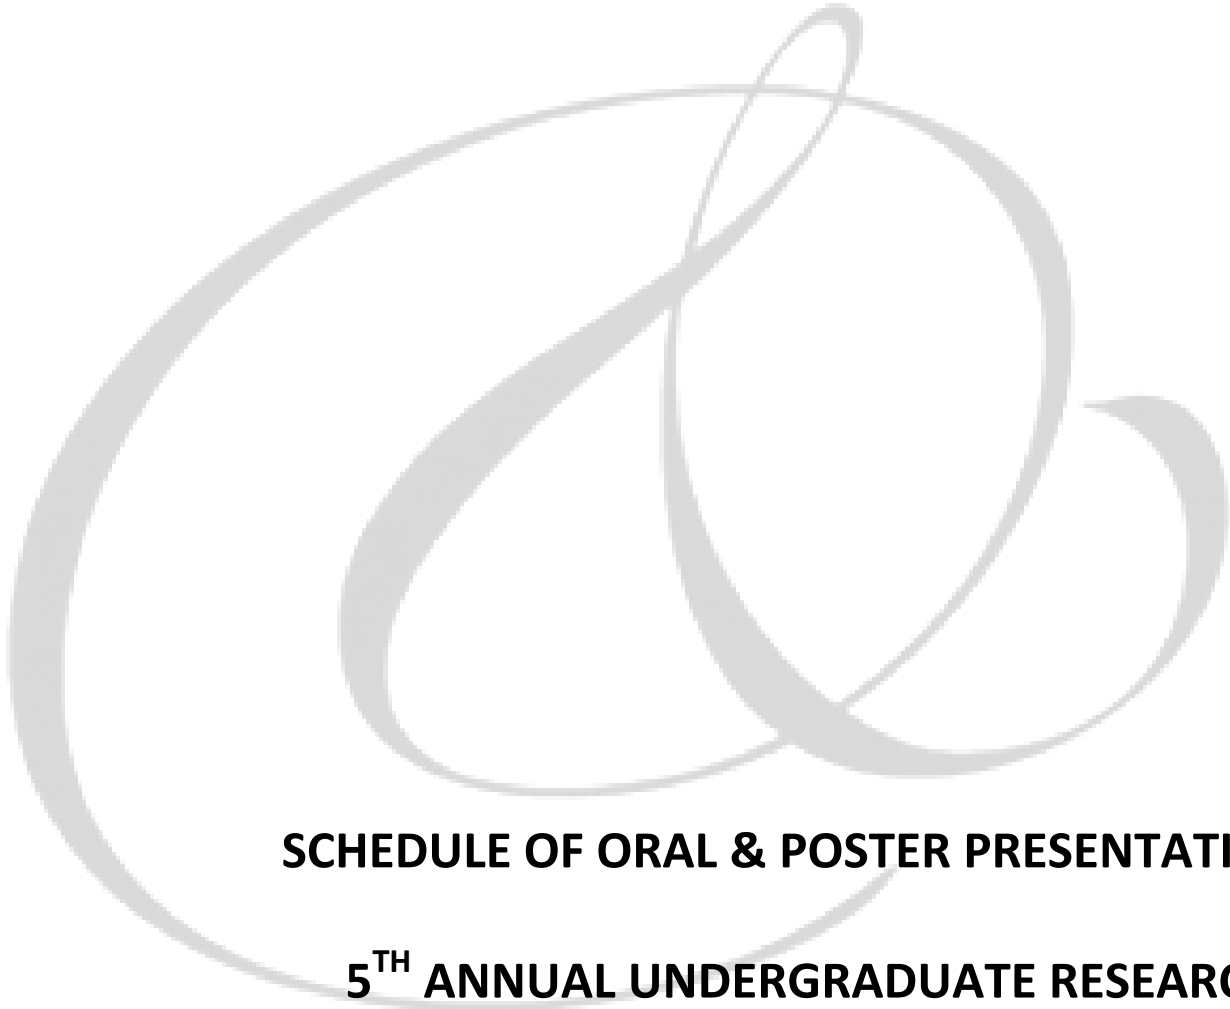 SCHEDULE OF ORAL & POSTER PRESENTATI
5TH ANNUAL UNDERGRADUATE RESEARC